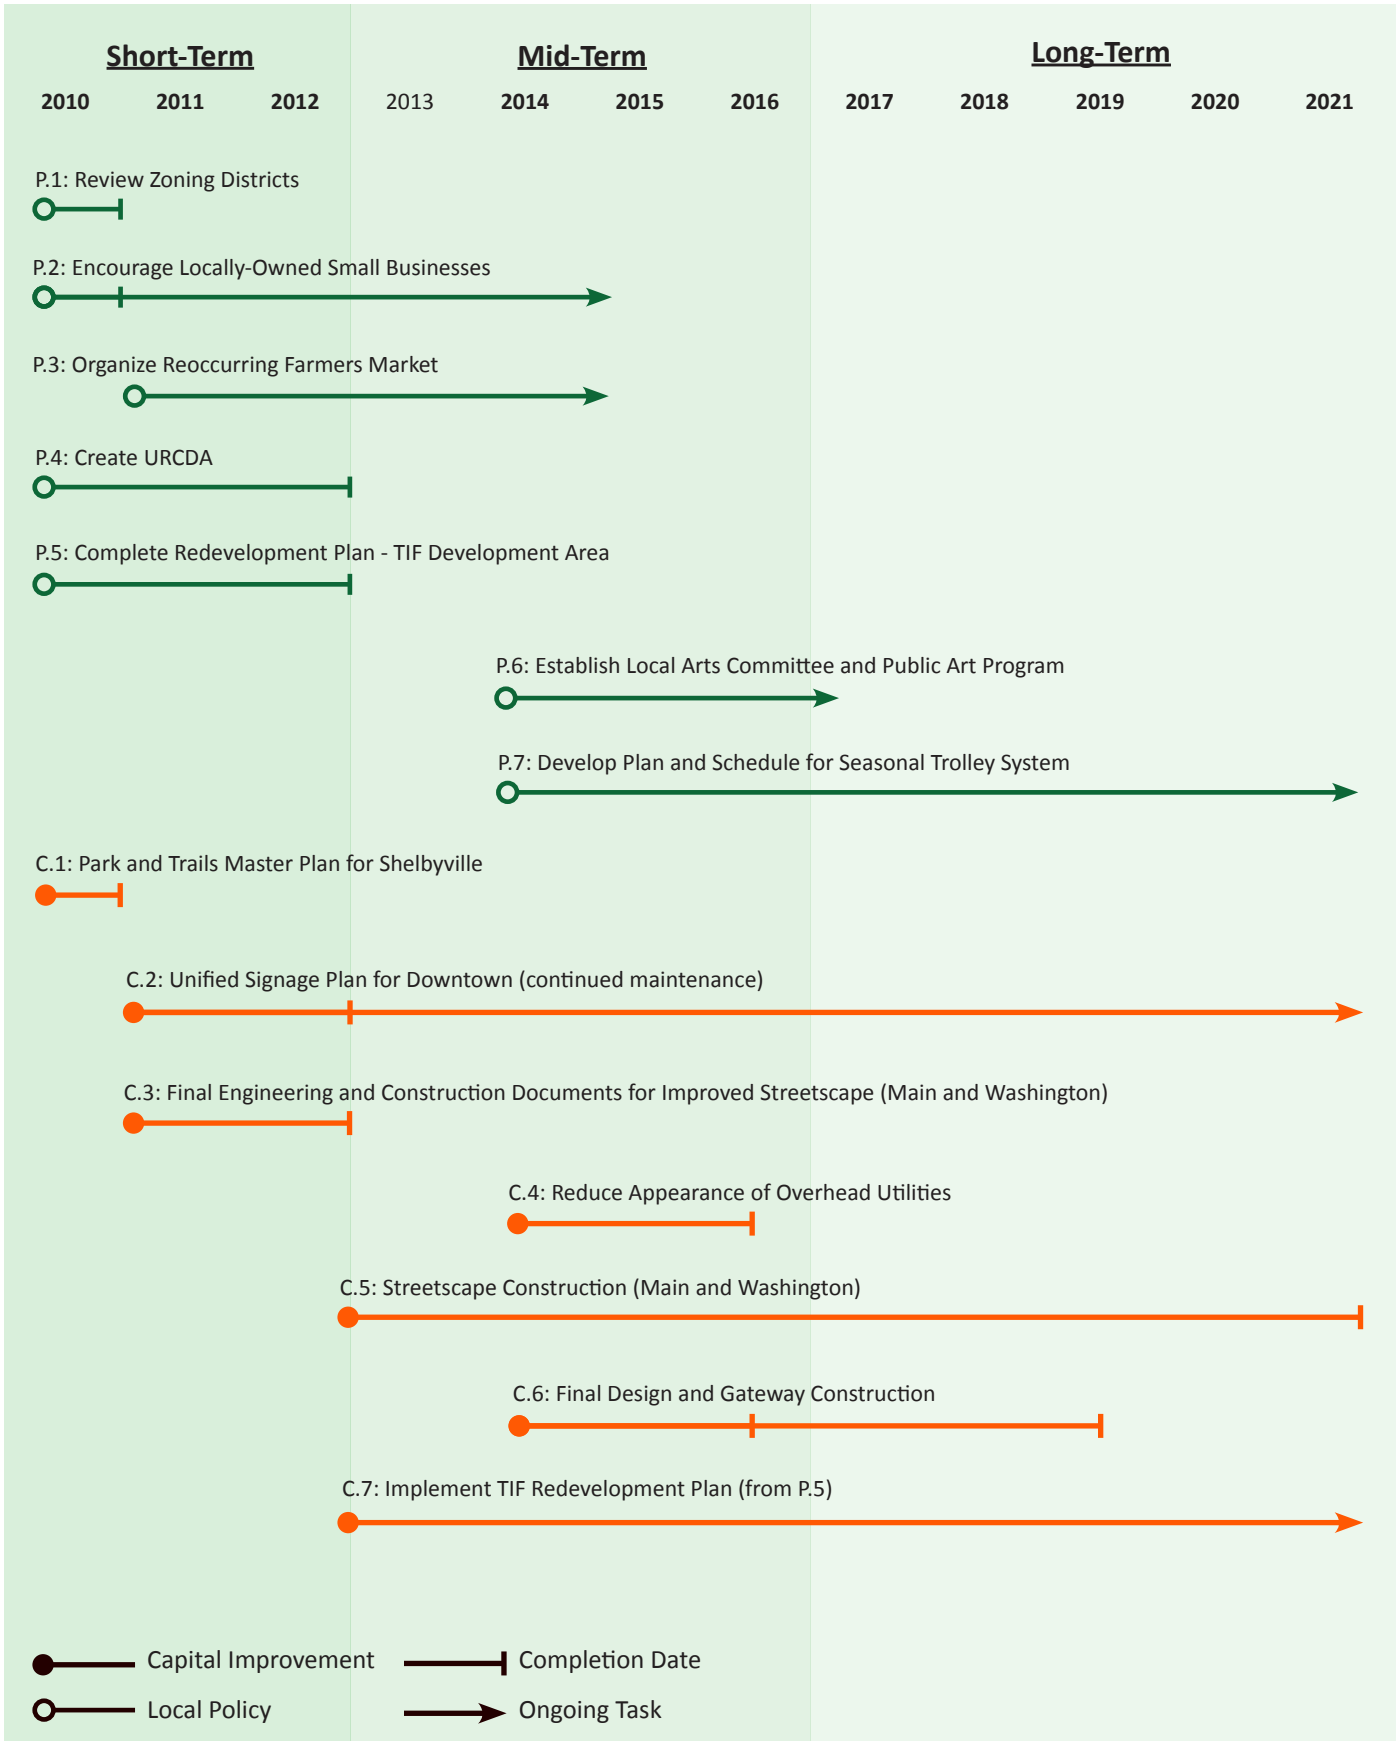 Short-Term Mid-Term Long-Term
2010 2011 2012 2013 2014 2015 2016 2017 2018 2019 2020 2021
P.1: Review Zoning Districts
P.2: Encourage Locally-Owned Small Businesses
P.3: Organize Reoccurring Farmers Market
P.4: Create URCDA
P.5: Complete Redevelopment Plan - TIF Development Area
P.6: Establish Local Arts Committee and Public Art Program
P.7: Develop Plan and Schedule for Seasonal Trolley System
C.1: Park and Trails Master Plan for Shelbyville
C.2: Unified Signage Plan for Downtown (continued maintenance)
C.3: Final Engineering and Construction Documents for Improved Streetscape (Main and Washington)
C.4: Reduce Appearance of Overhead Utilities
C.5: Streetscape Construction (Main and Washington)
C.6: Final Design and Gateway Construction
C.7: Implement TIF Redevelopment Plan (from P.5)
Capital Improvement Completion Date
Local Policy Ongoing Task